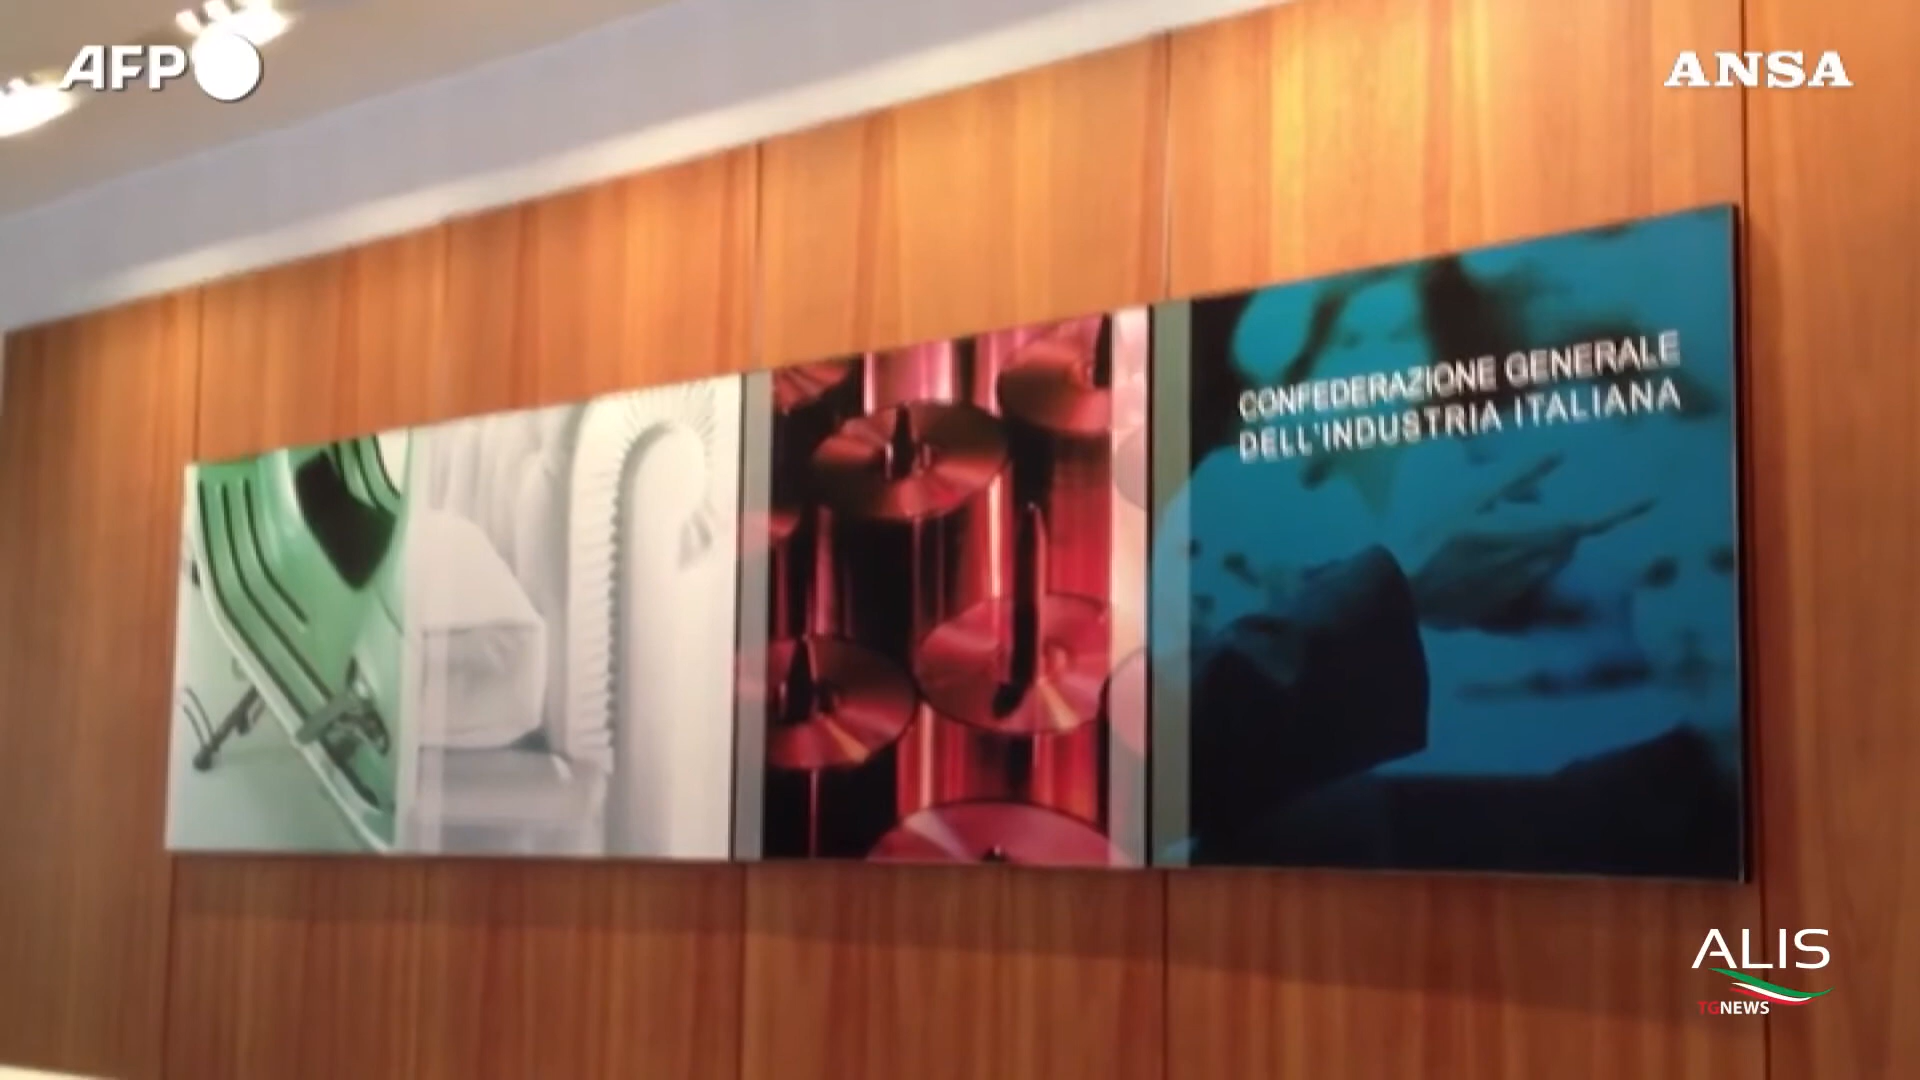 AFP
ANSA
CONFEDERAZIONE GENERALE
DELL'INDUSTRIA ITALIANA
ALIS
TGNEWS